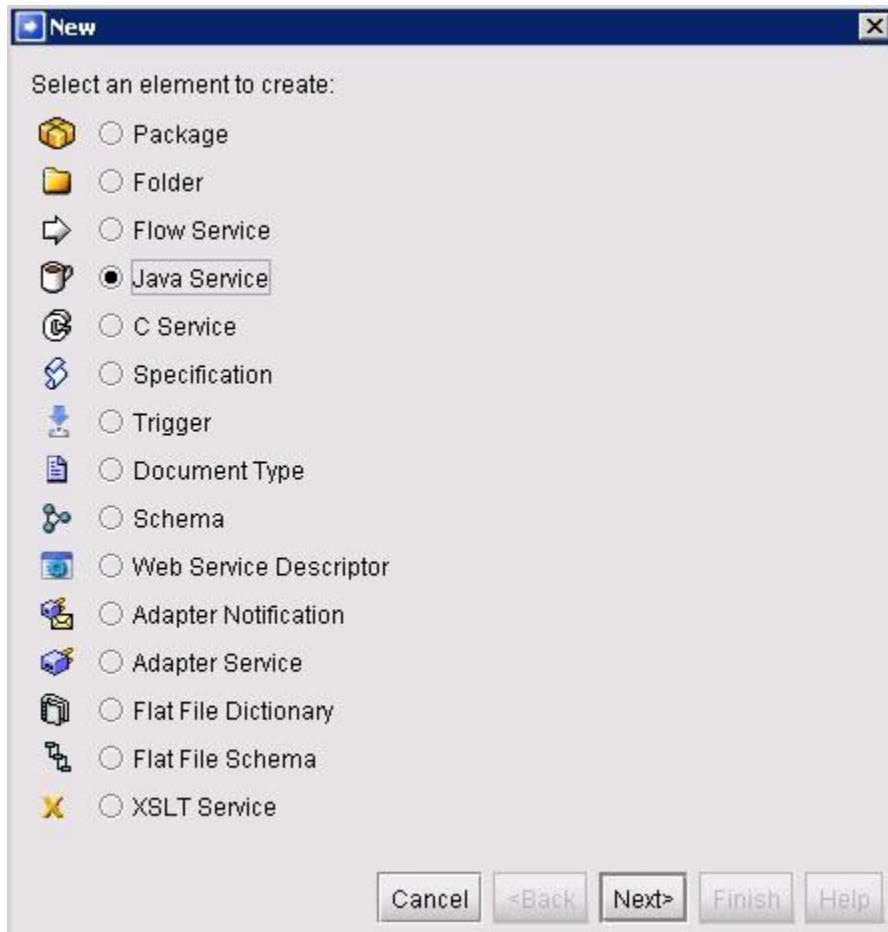 New
Select an element to create:
Package
Folder
Flow Service
Java Service
C Service
Specification
Trigger
Document Type
Schema
Web Service Descriptor
Adapter Notification
Adapter Service
Flat File Dictionary
Flat File Schema
XSLT Service
Cancel <Back Next> Finish Help